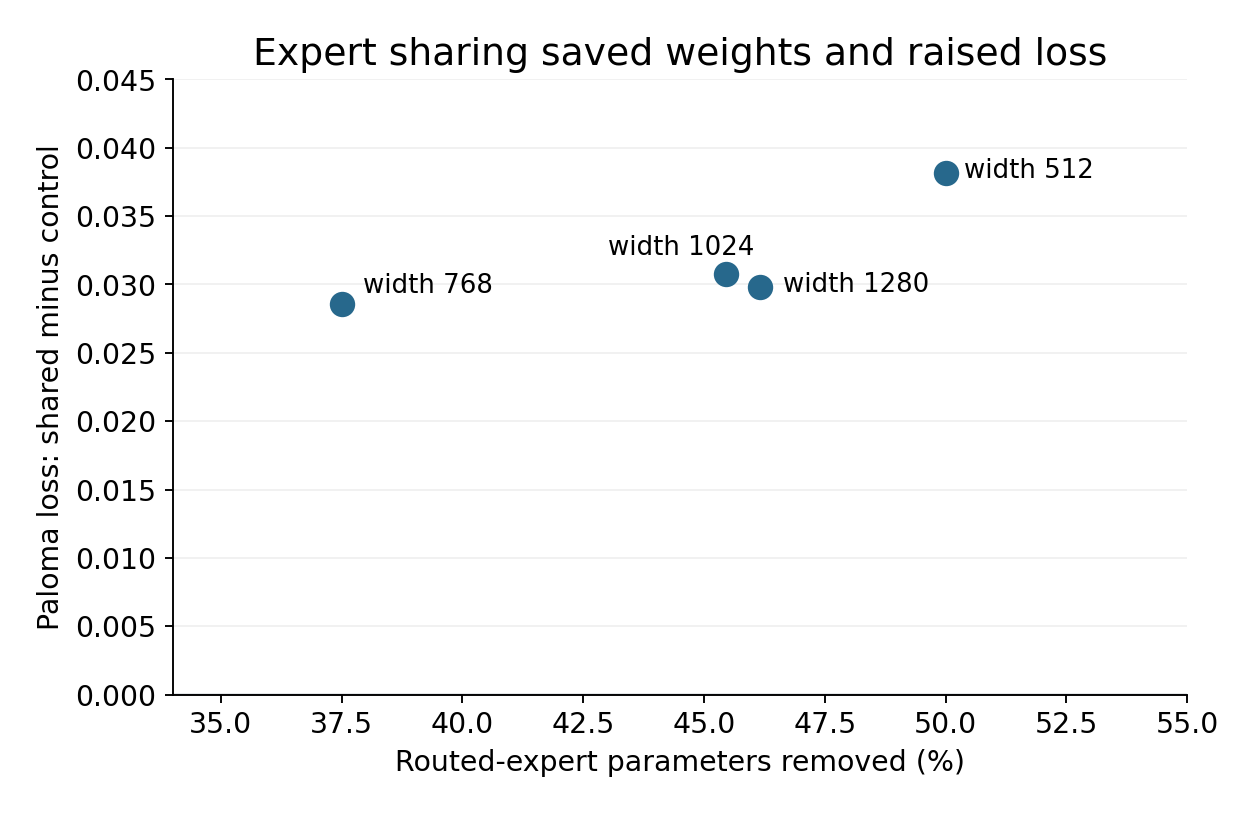 Expert sharing saved weights and raised loss
Paloma loss: shared minus control
0.045
0.040
0.035
0.030
0.025
0.020
0.015
0.010
0.005
0.000
width 512
width 1024
width 768
width 1280
35.0 37.5 40.0 42.5 45.0 47.5 50.0 52.5 55.0
Routed-expert parameters removed (%)